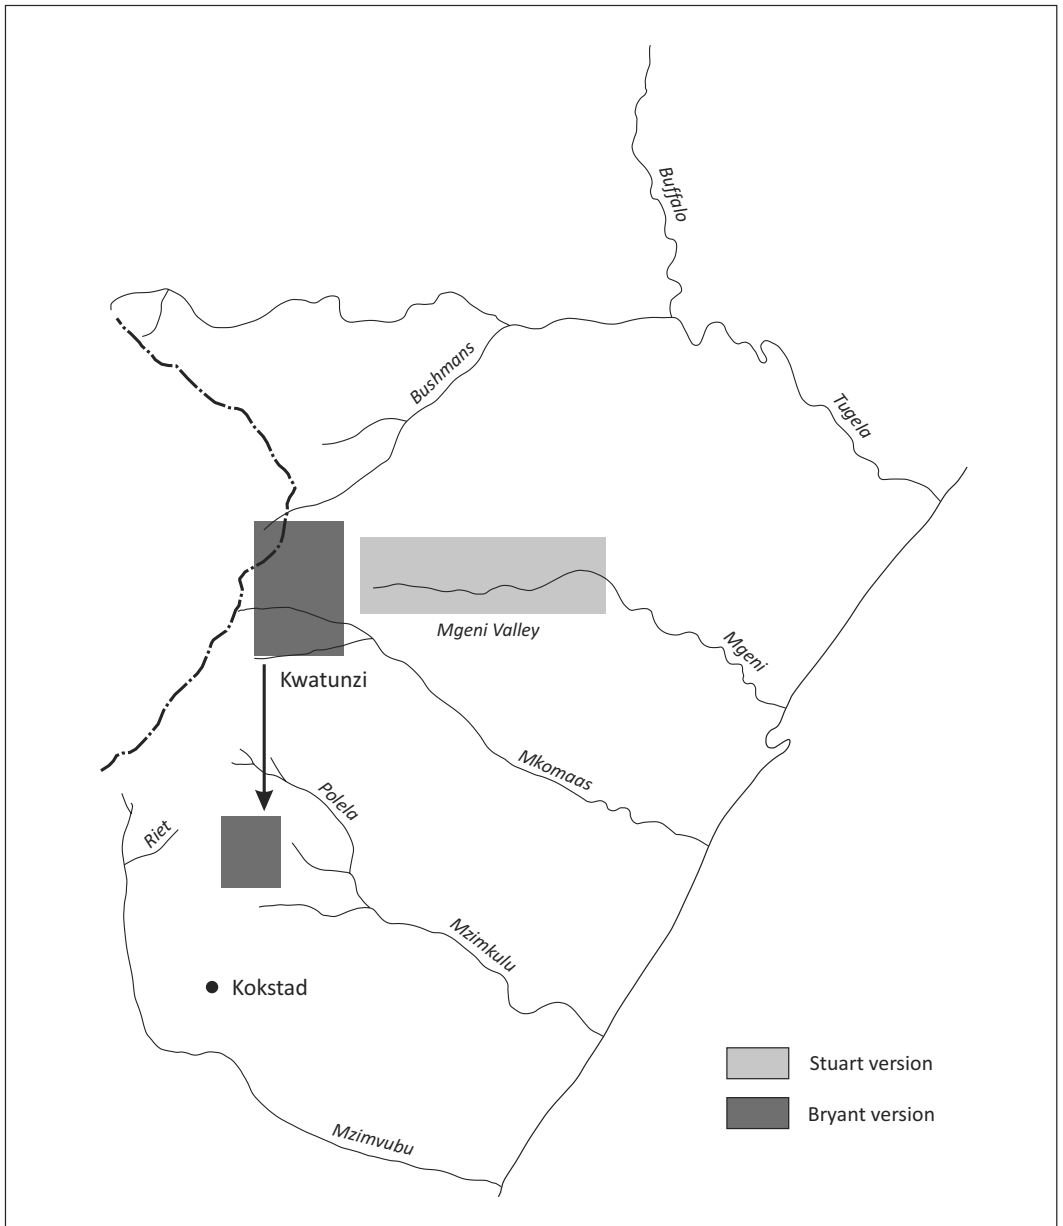 Buffalo
Bushmans
Tugela
Mgeni Valley
Mgeni
Kwatunzi
Mkomaas
Polela
Riet
Mzimkulu
Kokstad
Stuart version
Bryant version
Mzimvubu